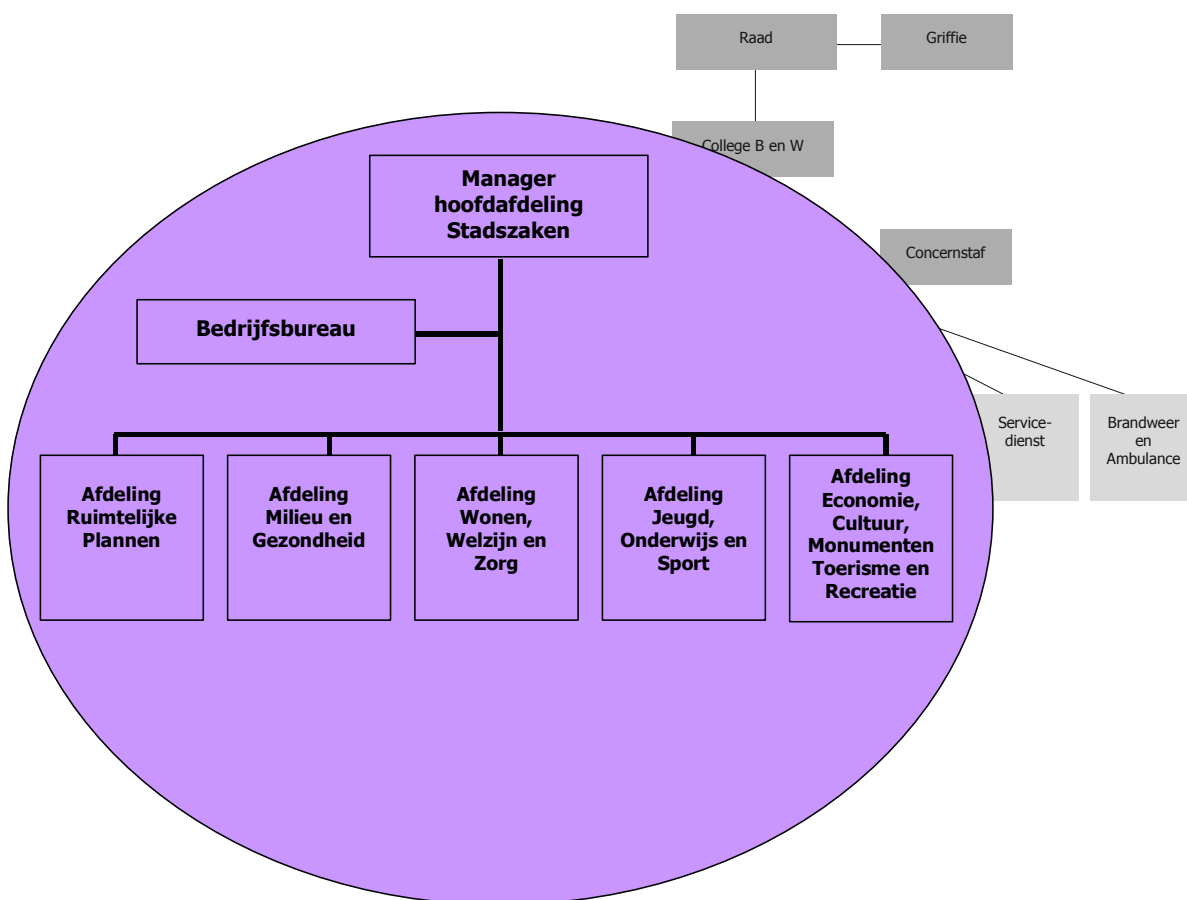 Raad
Griffie
College B en W
Manager
hoofdafdeling
Stadszaken
Concernstaf
Bedrijfsbureau
Service-
dienst
Brandweer
en
Ambulance
Afdeling
Ruimtelijke
Plannen
Afdeling
Milieu en
Gezondheid
Afdeling
Wonen,
Welzijn en
Zorg
Afdeling
Jeugd,
Onderwijs en
Sport
Afdeling
Economie,
Cultuur,
Monumenten
Toerisme en
Recreatie